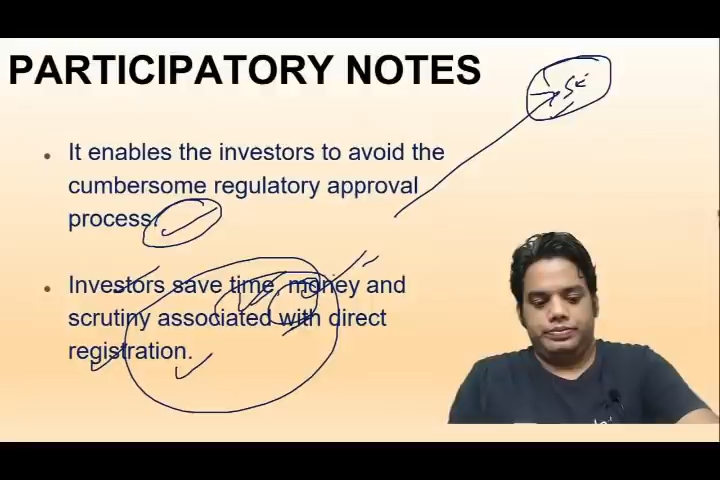 PARTICIPATORY NOTES
• It enables the investors to avoid the
cumbersome regulatory approval
process.
• Investors save time, money and
scrutiny associated with direct
registration.